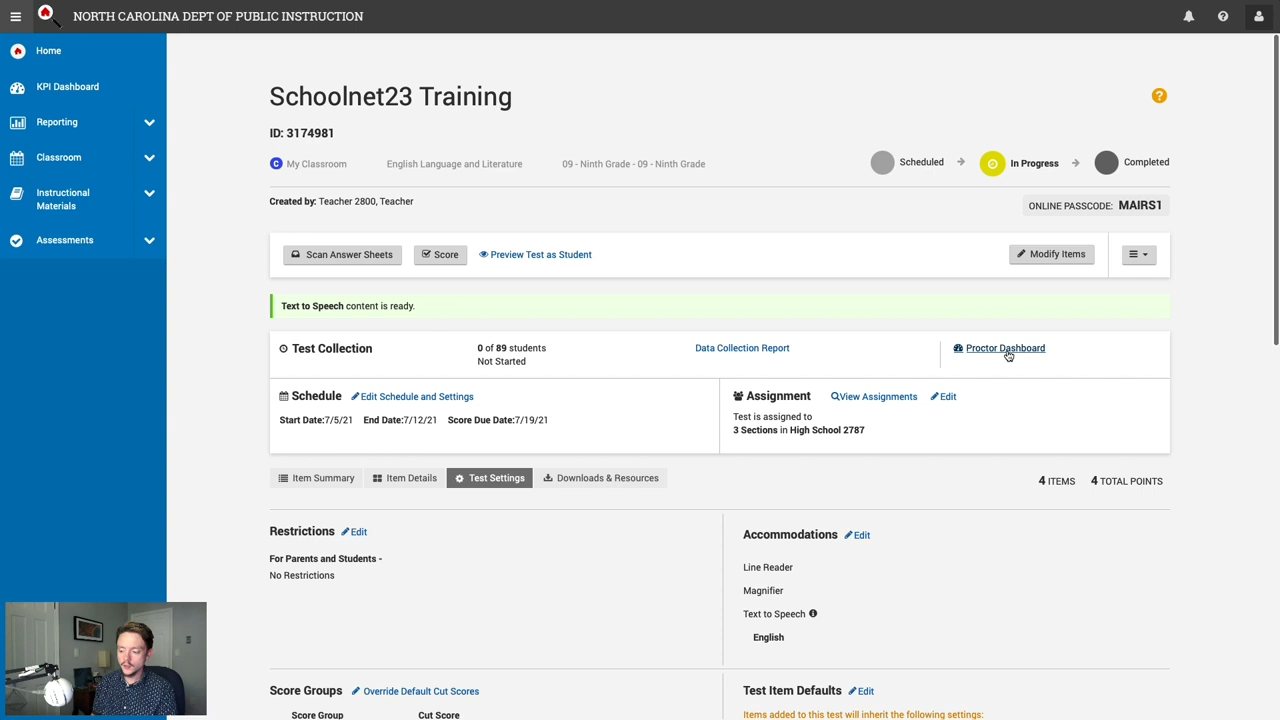 NORTH CAROLINA DEPT OF PUBLIC INSTRUCTION
Home
KPI Dashboard
Reporting
Classroom
Instructional
Materials
Assessments
Schoolnet23 Training
?
ID: 3174981
C My Classroom English Language and Literature 09 - Ninth Grade - 09 - Ninth Grade Scheduled In Progress Completed
Created by: Teacher 2800, Teacher ONLINE PASSCODE: MAIRS1
Scan Answer Sheets Score Preview Test as Student Modify Items
Text to Speech content is ready.
Test Collection 0 of 89 students Data Collection Report Proctor Dashboard
Not Started
Schedule Edit Schedule and Settings
Start Date:7/5/21 End Date:7/12/21 Score Due Date:7/19/21
Assignment View Assignments Edit
Test is assigned to
3 Sections in High School 2787
Item Summary Item Details Test Settings Downloads & Resources 4 ITEMS 4 TOTAL POINTS
Restrictions Edit
For Parents and Students -
No Restrictions
Accommodations Edit
Line Reader
Magnifier
Text to Speech
English
Score Groups Override Default Cut Scores
Score Group Cut Score
Test Item Defaults Edit
Items added to this test will inherit the following settings: